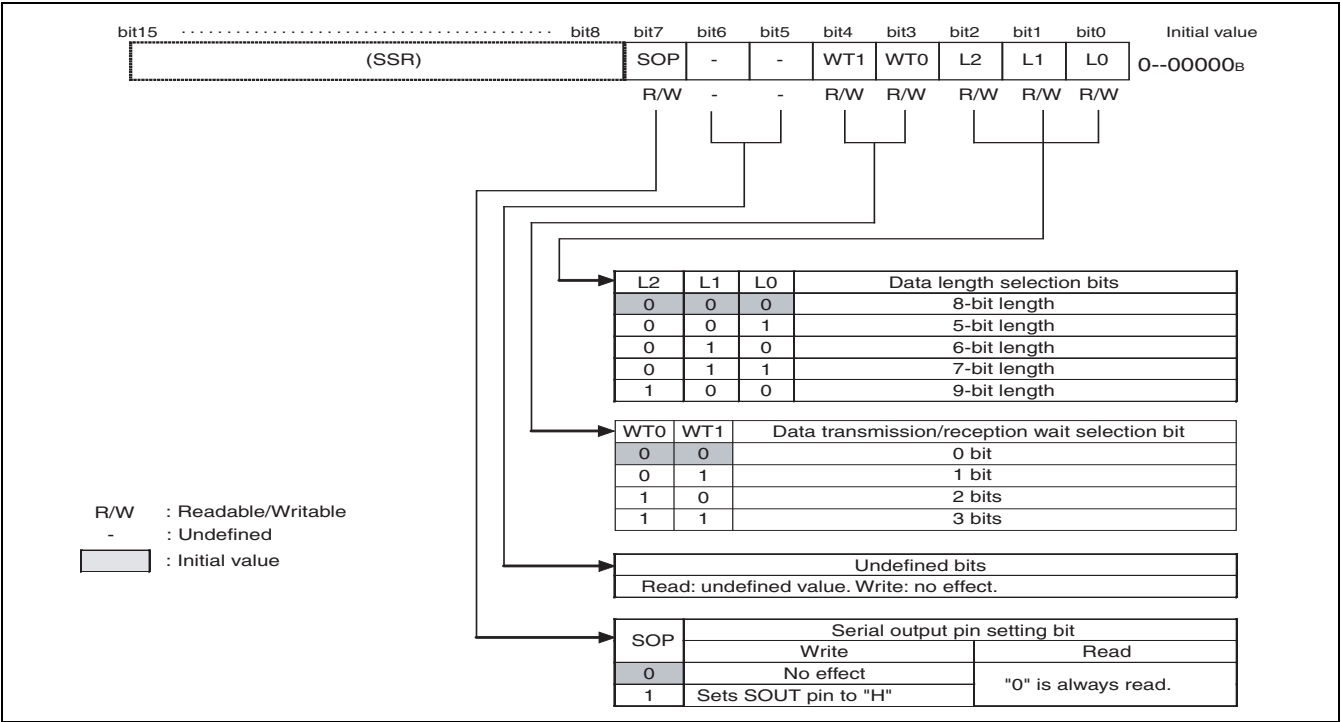 bit15 ........................................ bit8 bit7 bit6 bit5 bit4 bit3 bit2 bit1 bit0 Initial value
(SSR) SOP - - WT1 WT0 L2 L1 L0 0--00000B
R/W - - R/W R/W R/W R/W R/W
L2 L1 L0 Data length selection bits
0 0 0 8-bit length
0 0 1 5-bit length
0 1 0 6-bit length
0 1 1 7-bit length
1 0 0 9-bit length
WT0 WT1 Data transmission/reception wait selection bit
0 0 0 bit
0 1 1 bit
1 0 2 bits
1 1 3 bits
R/W : Readable/Writable
- : Undefined
: Initial value
Undefined bits
Read: undefined value. Write: no effect.
SOP Serial output pin setting bit
Write Read
0 No effect "0" is always read.
1 Sets SOUT pin to "H"